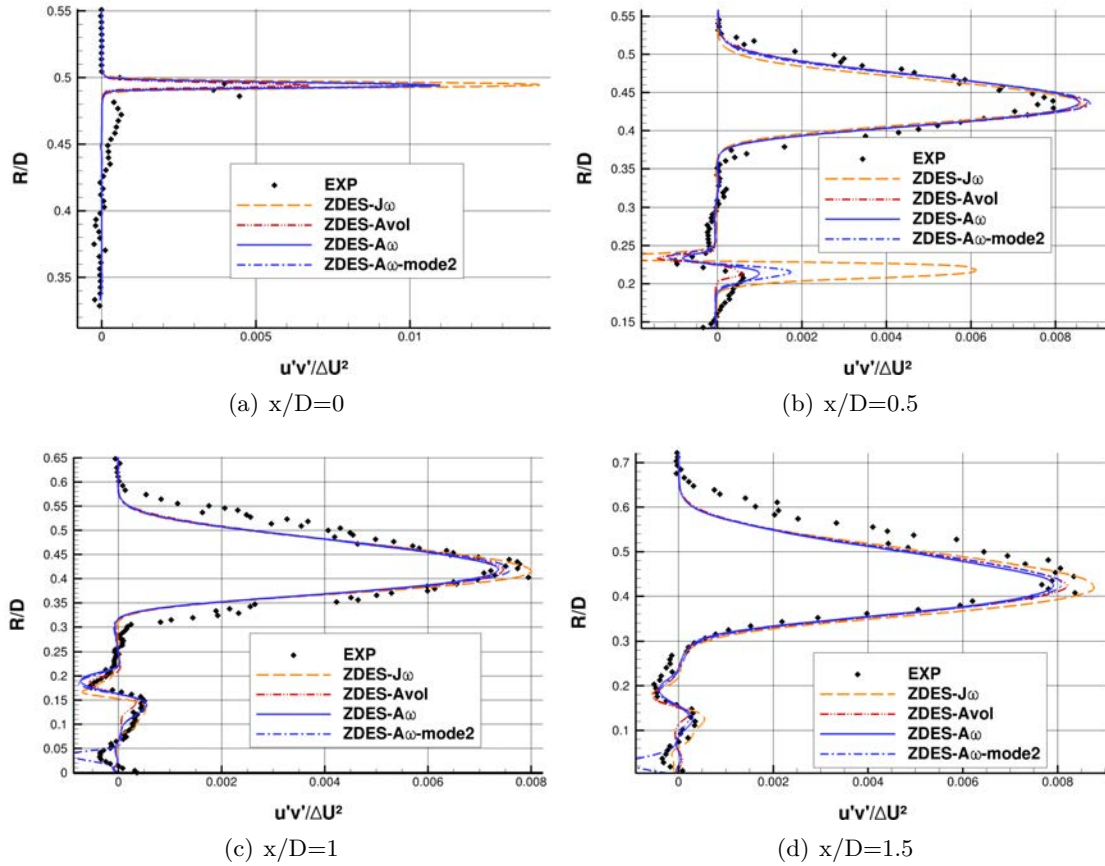 0.55
0.5
0.45
0.4
0.35
R/D
EXP
ZDES-Jω
ZDES-Avol
ZDES-Aω
ZDES-Aω-mode2
0 0.005 0.01
u'v'/ΔU²
(a) x/D=0
0.55
0.5
0.45
0.4
0.35
0.3
0.25
0.2
0.15
R/D
EXP
ZDES-Jω
ZDES-Avol
ZDES-Aω
ZDES-Aω-mode2
0 0.002 0.004 0.006 0.008
u'v'/ΔU²
(b) x/D=0.5
0.65
0.6
0.55
0.5
0.45
0.4
0.35
0.3
0.25
0.2
0.15
0.1
0.05
0
R/D
EXP
ZDES-Jω
ZDES-Avol
ZDES-Aω
ZDES-Aω-mode2
0 0.002 0.004 0.006 0.008
u'v'/ΔU²
(c) x/D=1
0.7
0.6
0.5
0.4
0.3
0.2
0.1
R/D
EXP
ZDES-Jω
ZDES-Avol
ZDES-Aω
ZDES-Aω-mode2
0 0.002 0.004 0.006 0.008
u'v'/ΔU²
(d) x/D=1.5